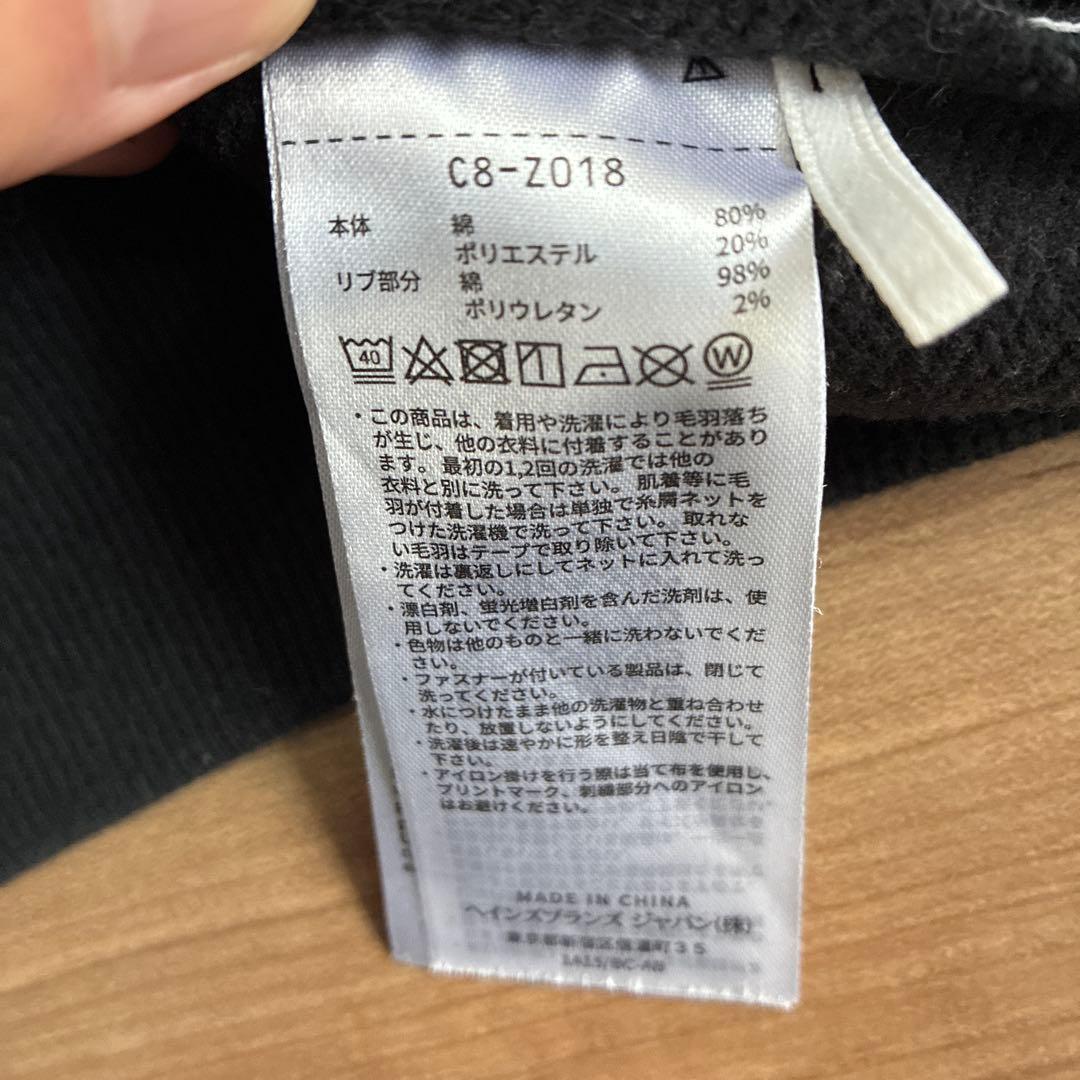 C8-Z018
本体 綿 80%
ポリエステル 20%
リブ部分 綿 98%
ポリウレタン 2%
40 W
・この商品は、着用や洗濯により毛羽落ち
が生じ、他の衣料に付着することがあり
ます。最初の1,2回の洗濯では他の
衣料と別に洗って下さい。肌着等に毛
羽が付着した場合は単独で糸屑ネットを
つけた洗濯機で洗って下さい。取れな
い毛羽はテープで取り除いて下さい。
・洗濯は裏返しにしてネットに入れて洗っ
てください。
・漂白剤、蛍光増白剤を含んだ洗剤は、使
用しないでください。
・色物は他のものと一緒に洗わないでくだ
さい。
・ファスナーが付いている製品は、閉じて
洗ってください。
・水につけたまま他の洗濯物と重ね合わせ
たり、放置しないようにしてください。
・洗濯後は速やかに形を整え日陰で干して
下さい。
・アイロン掛けを行う際は当て布を使用し、
プリントマーク、刺繍部分へのアイロン
はお避けください。
MADE IN CHINA
ヘインズブランズ ジャパン(株)
東京都新宿区信濃町35